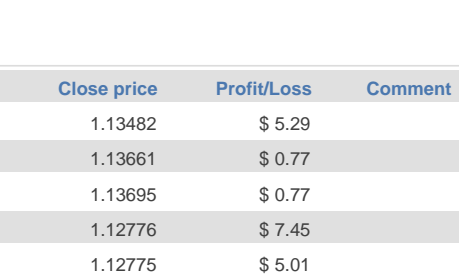 Close price Profit/Loss Comment
1.13482 $ 5.29
1.13661 $ 0.77
1.13695 $ 0.77
1.12776 $ 7.45
1.12775 $ 5.01